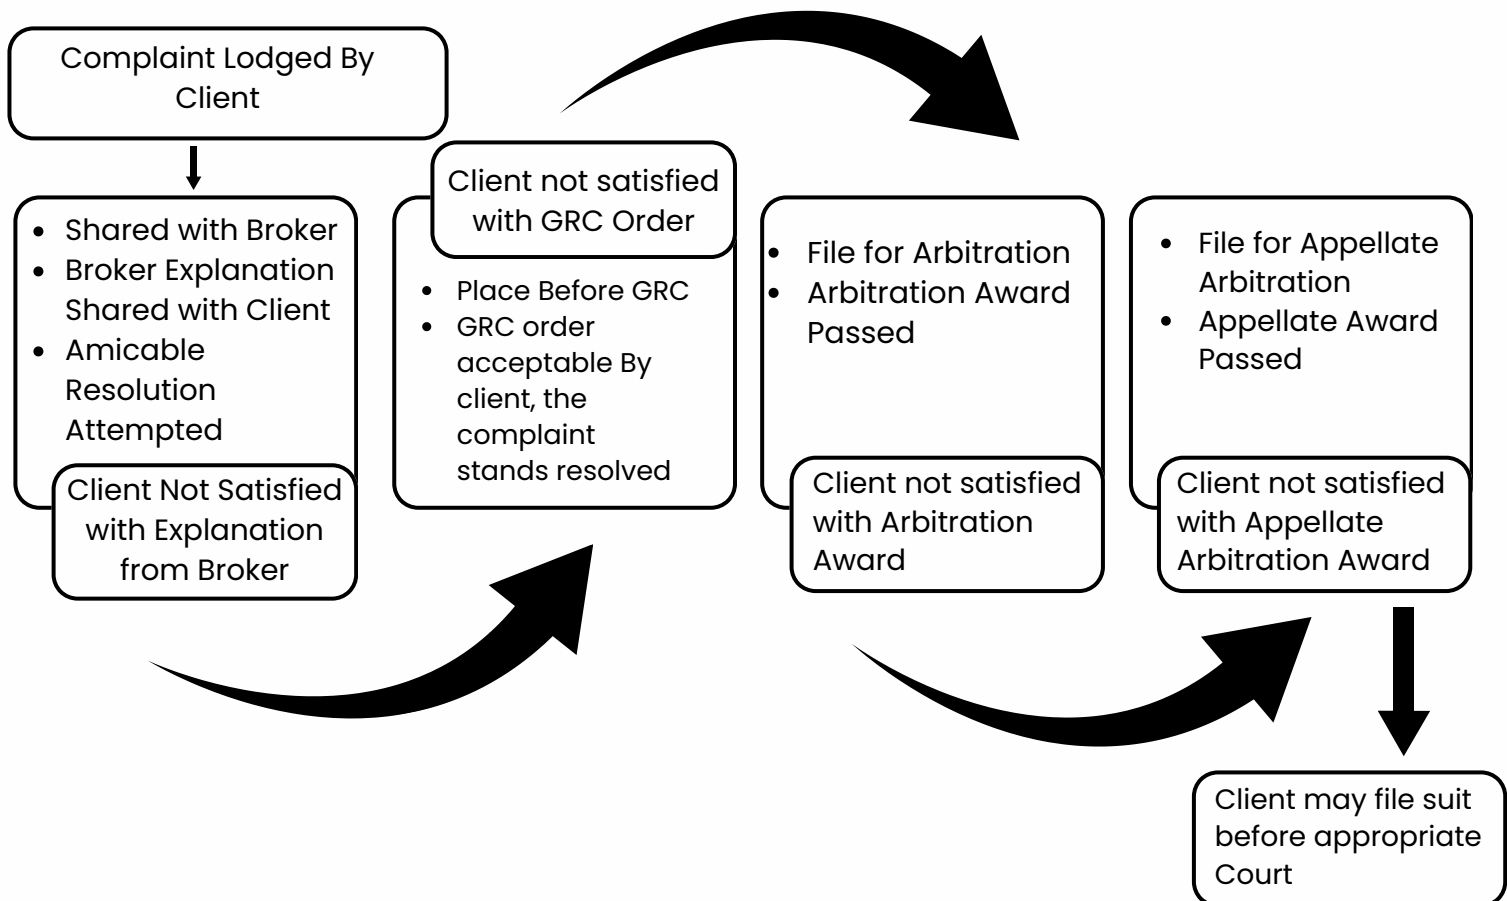 Complaint Lodged By
Client
• Shared with Broker
• Broker Explanation
Shared with Client
• Amicable
Resolution
Attempted
Client Not Satisfied
with Explanation
from Broker
Client not satisfied
with GRC Order
• Place Before GRC
• GRC order
acceptable By
client, the
complaint
stands resolved
• File for Arbitration
• Arbitration Award
Passed
Client not satisfied
with Arbitration
Award
• File for Appellate
Arbitration
• Appellate Award
Passed
Client not satisfied
with Appellate
Arbitration Award
Client may file suit
before appropriate
Court